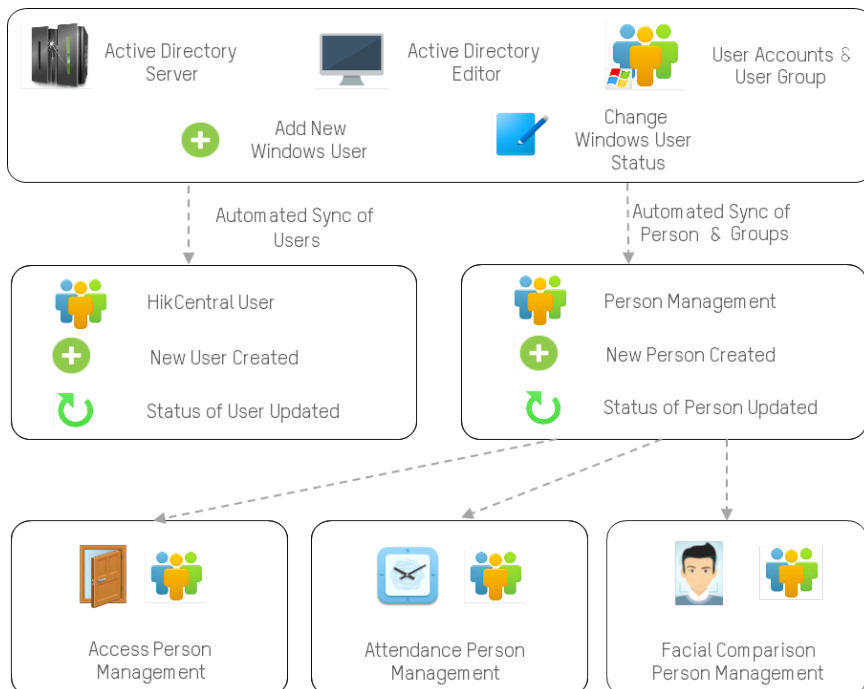 Active Directory
Server
Active Directory
Editor
User Accounts &
User Group
Add New
Windows User
Change
Windows User
Status
Automated Sync of
Users
Automated Sync of
Person & Groups
HikCentral User
New User Created
Status of User Updated
Person Management
New Person Created
Status of Person Updated
Access Person
Management
Attendance Person
Management
Facial Comparison
Person Management